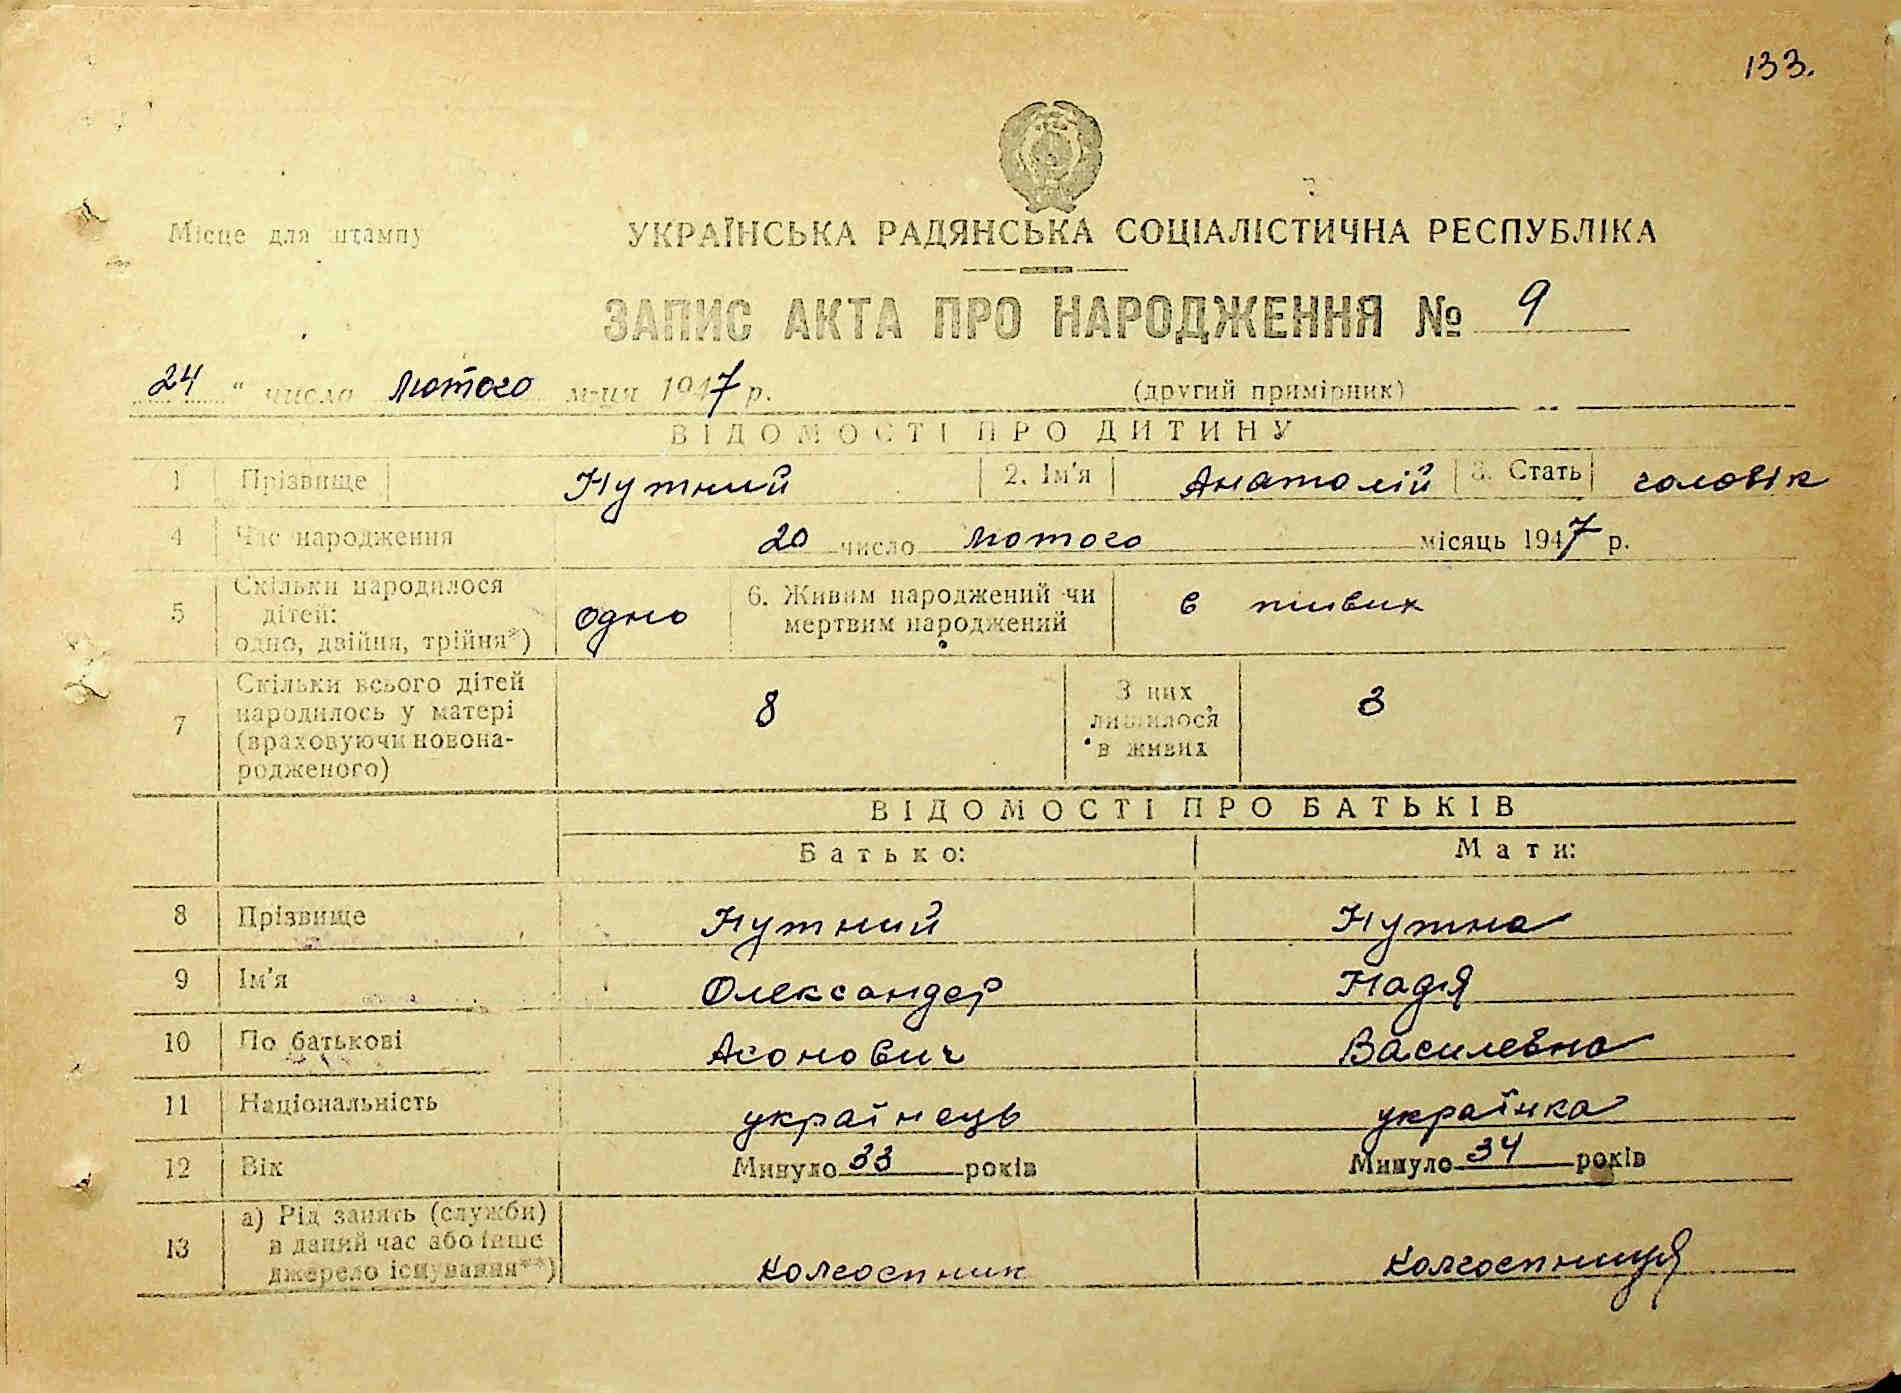 133.
Місце для штампу
УКРАЇНСЬКА РАДЯНСЬКА СОЦІАЛІСТИЧНА РЕСПУБЛІКА
ЗАПИС АКТА ПРО НАРОДЖЕННЯ № 9
24 " число лютого м-ця 1947 р. (другий примірник)
ВІДОМОСТІ ПРО ДИТИНУ
1 Прізвище Нутний 2. Ім'я Анатолій 3. Стать чоловік
4 Час народження 20 число лютого місяць 1947 р.
5 Скільки народилося дітей: одно, двійня, трійня*) одно 6. Живим народжений чи мертвим народжений в живих
7 Скільки всього дітей народилось у матері (враховуючи новона-родженого) 8 З них лишилося в живих 3
ВІДОМОСТІ ПРО БАТЬКІВ
Батько: Мати:
8 Прізвище Нутний Нутна
9 Ім'я Олександер Надія
10 По батькові Асонович Василевна
11 Національність українець українка
12 Вік Минуло 33 років Минуло 34 років
13 а) Рід занять (служби) в даний час або інше джерело існування**) Колгоспник Колгоспниця